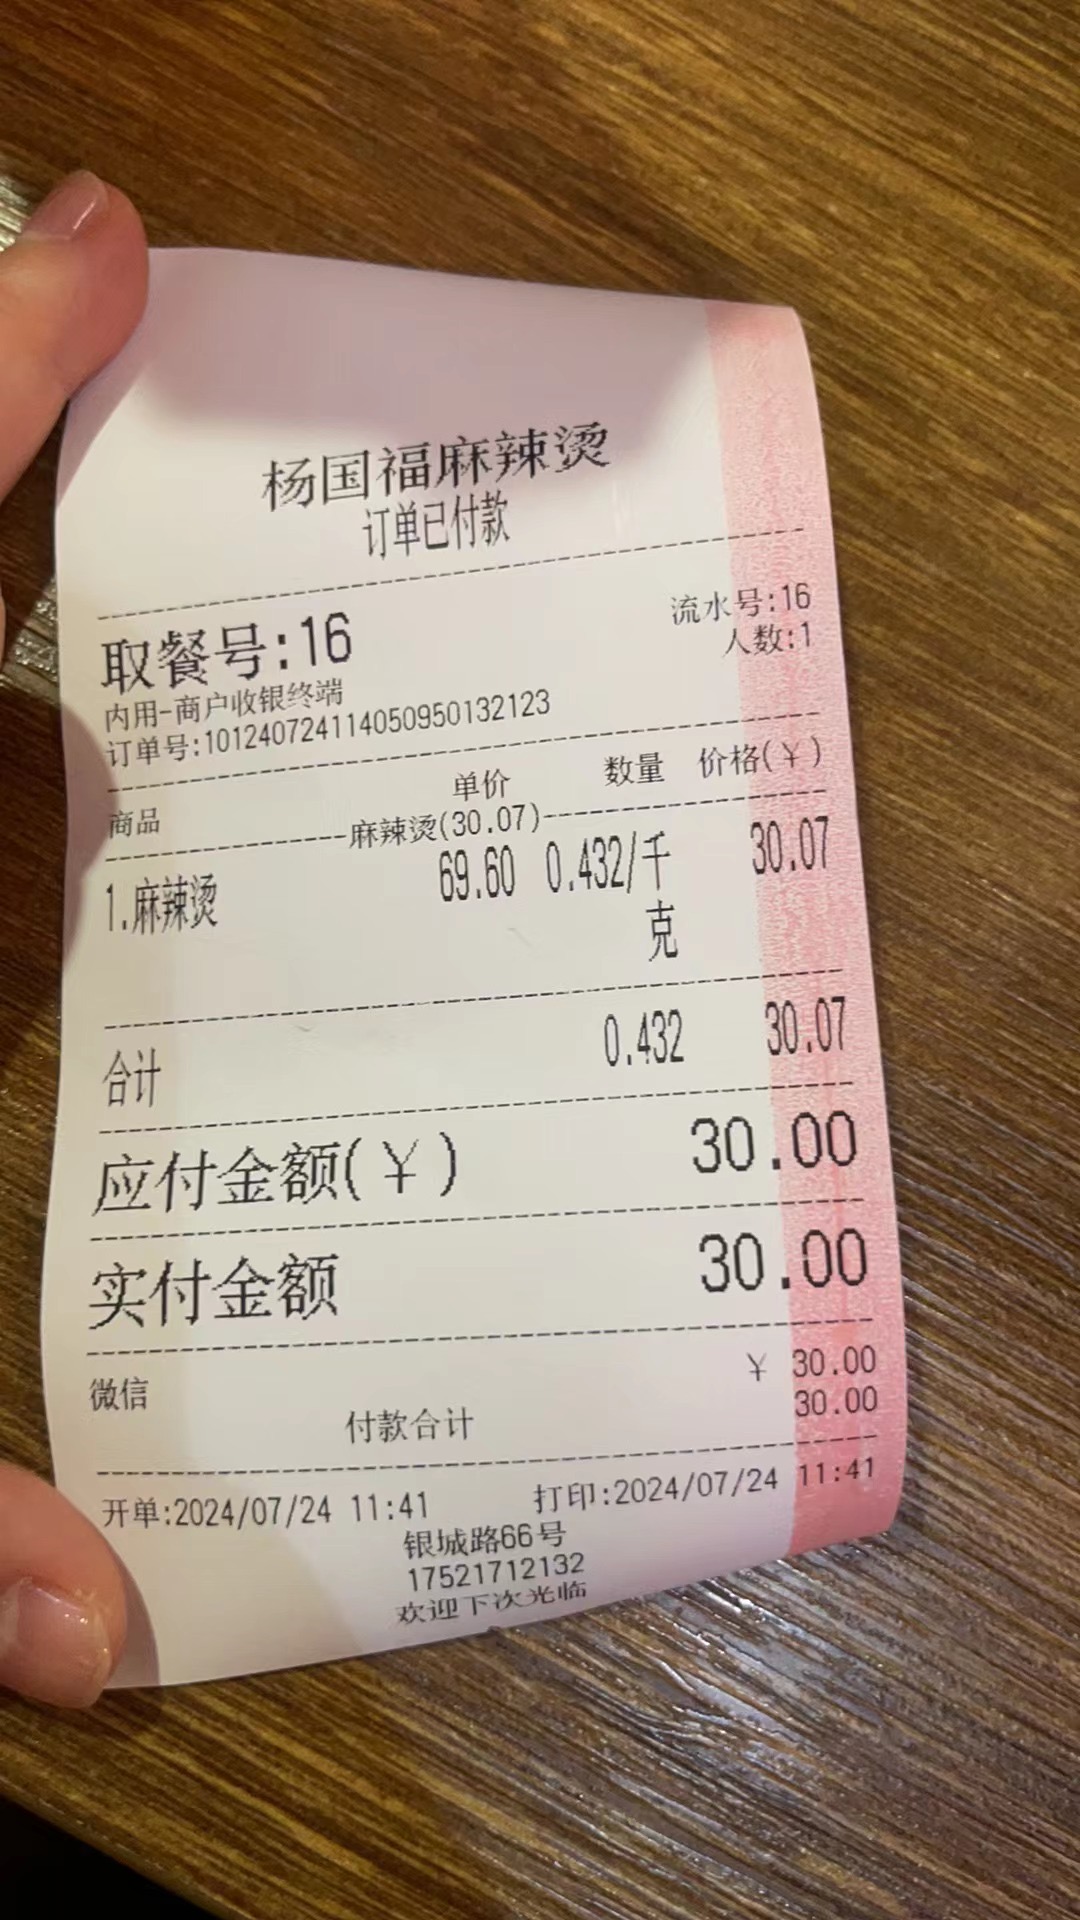 杨国福麻辣烫
订单已付款
取餐号:16
流水号:16
人数:1
内用-商户收银终端
订单号:101240724114050950132123
商品 单价 数量 价格(¥)
麻辣烫(30.07)
1.麻辣烫 69.60 0.432/千克 30.07
合计 0.432 30.07
应付金额(¥) 30.00
实付金额 30.00
微信 ¥ 30.00
付款合计 30.00
开单:2024/07/24 11:41 打印:2024/07/24 11:41
银城路66号
17521712132
欢迎下次光临